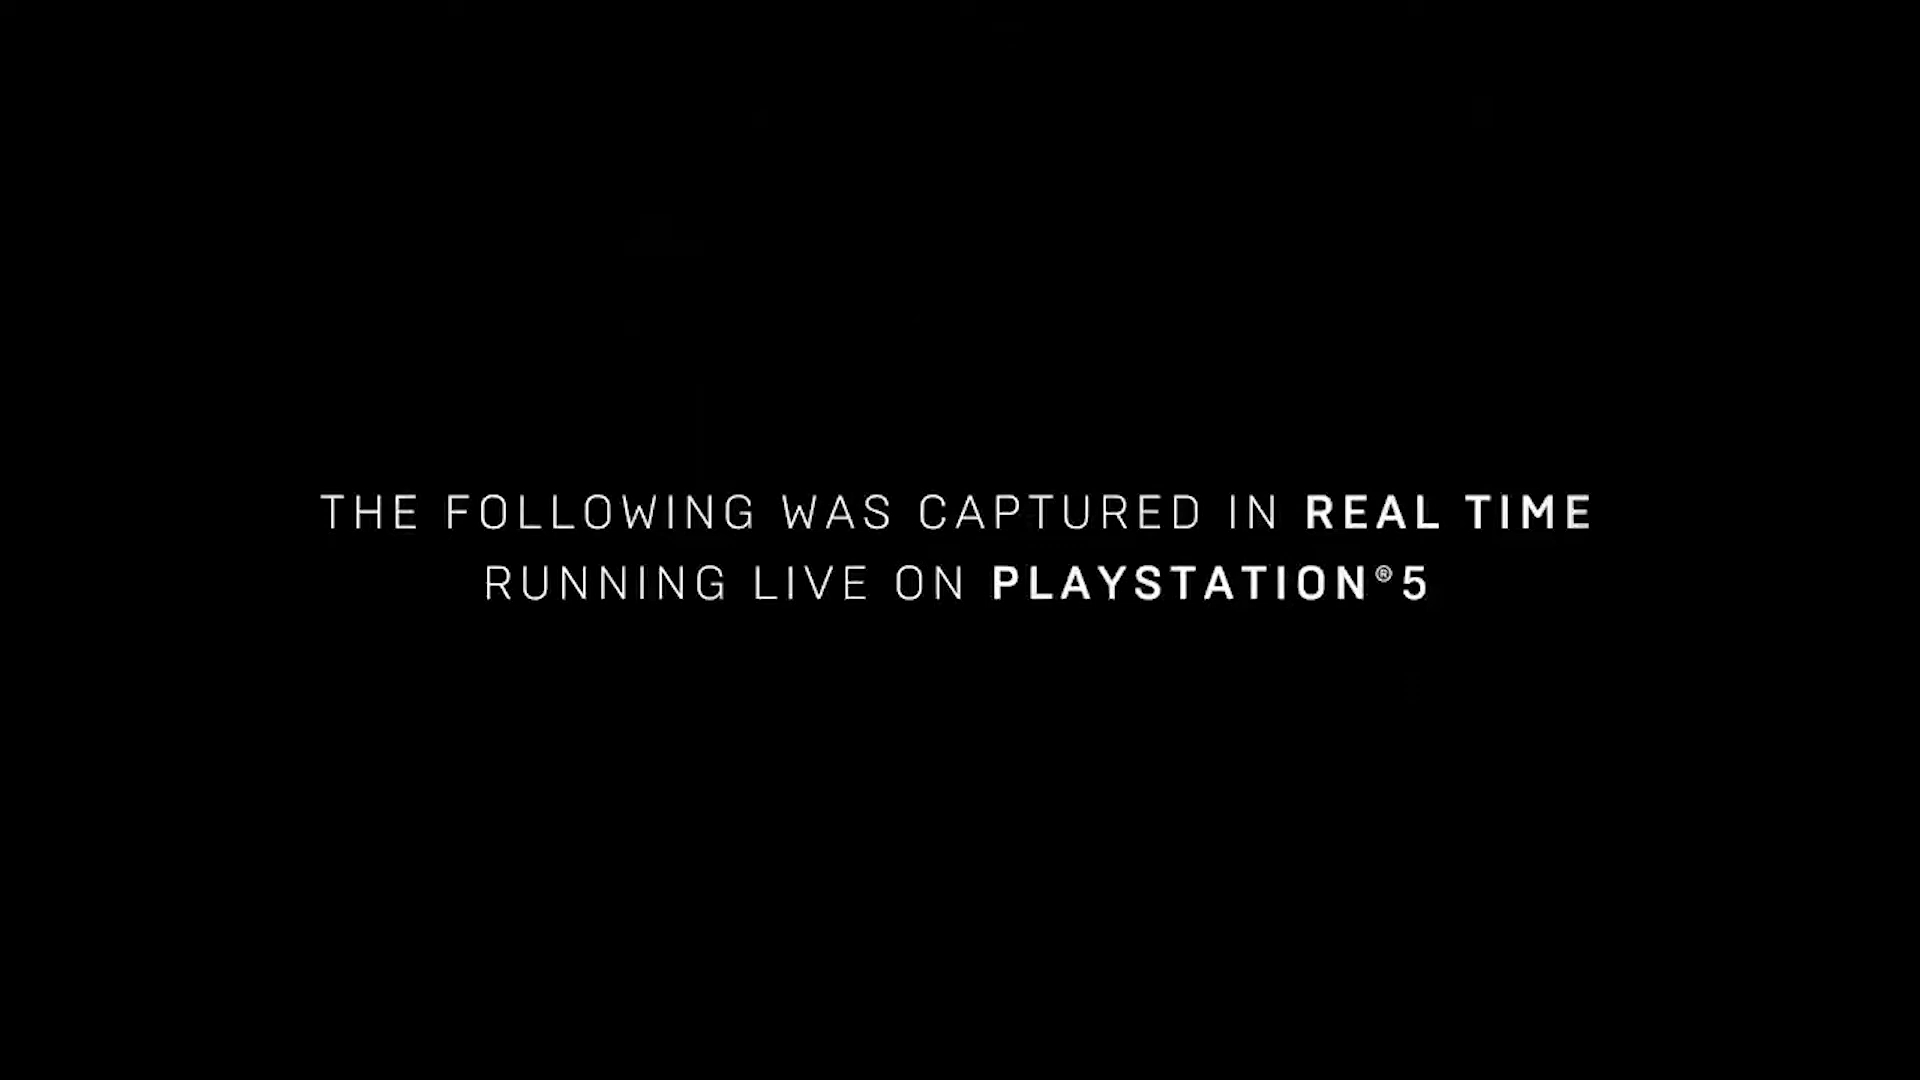 THE FOLLOWING WAS CAPTURED IN REAL TIME
RUNNING LIVE ON PLAYSTATION®5